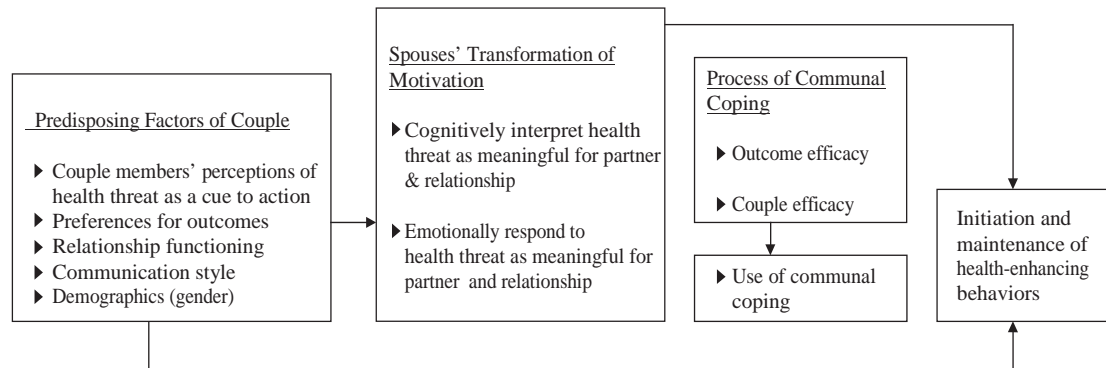 Predisposing Factors of Couple
▶ Couple members' perceptions of
health threat as a cue to action
▶ Preferences for outcomes
▶ Relationship functioning
▶ Communication style
▶ Demographics (gender)
Spouses' Transformation of
Motivation
▶ Cognitively interpret health
threat as meaningful for partner
& relationship
▶ Emotionally respond to
health threat as meaningful for
partner and relationship
Process of Communal
Coping
▶ Outcome efficacy
▶ Couple efficacy
▶ Use of communal
coping
Initiation and
maintenance of
health-enhancing
behaviors